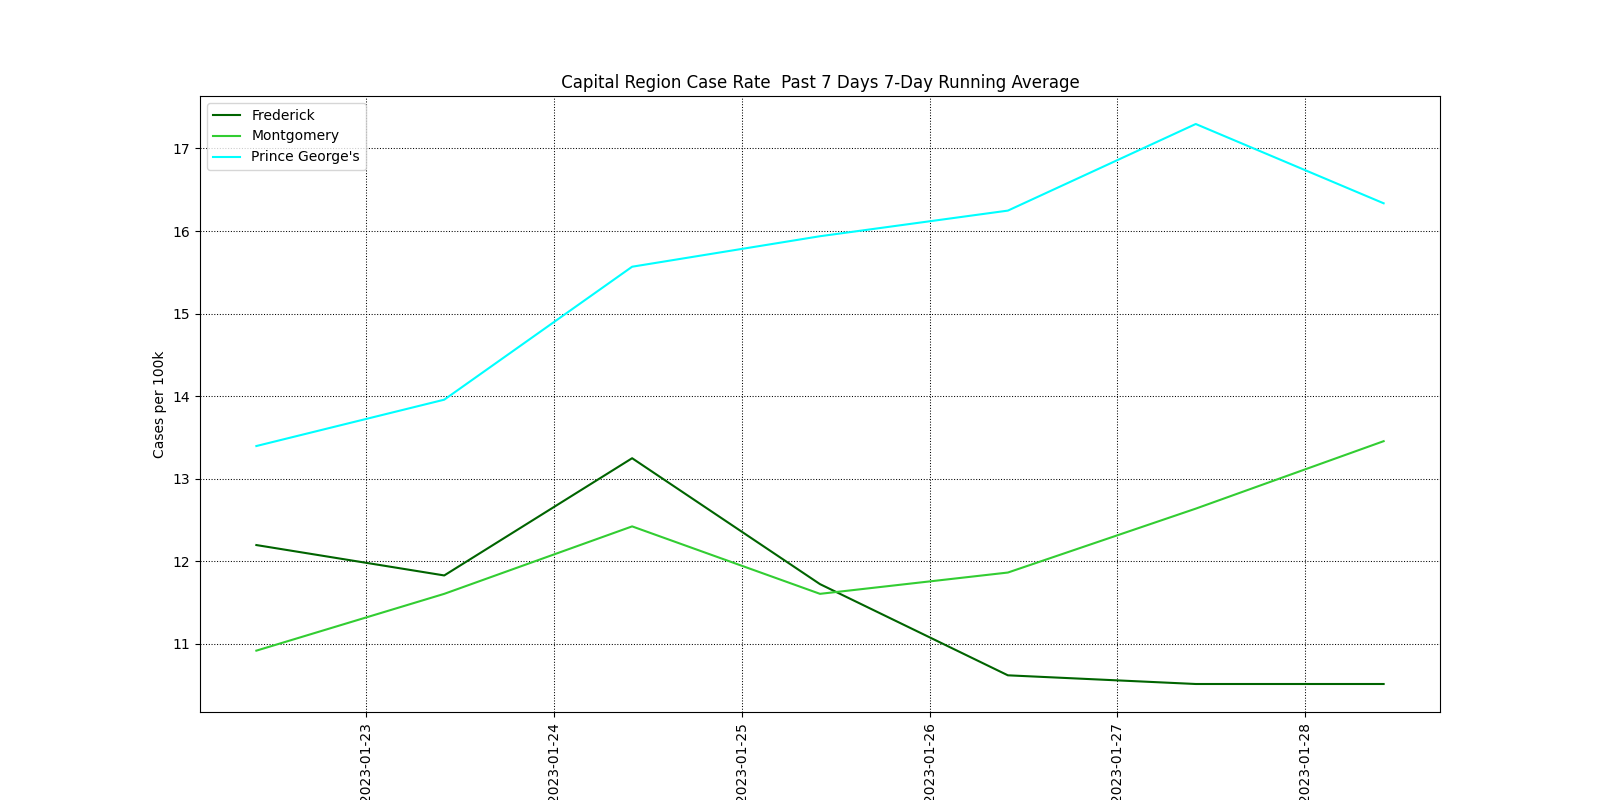 Capital Region Case Rate  Past 7 Days 7-Day Running Average
Frederick
Montgomery
Prince George's
17
16
15
14
13
12
11
Cases per 100k
2023-01-23
2023-01-24
2023-01-25
2023-01-26
2023-01-27
2023-01-28